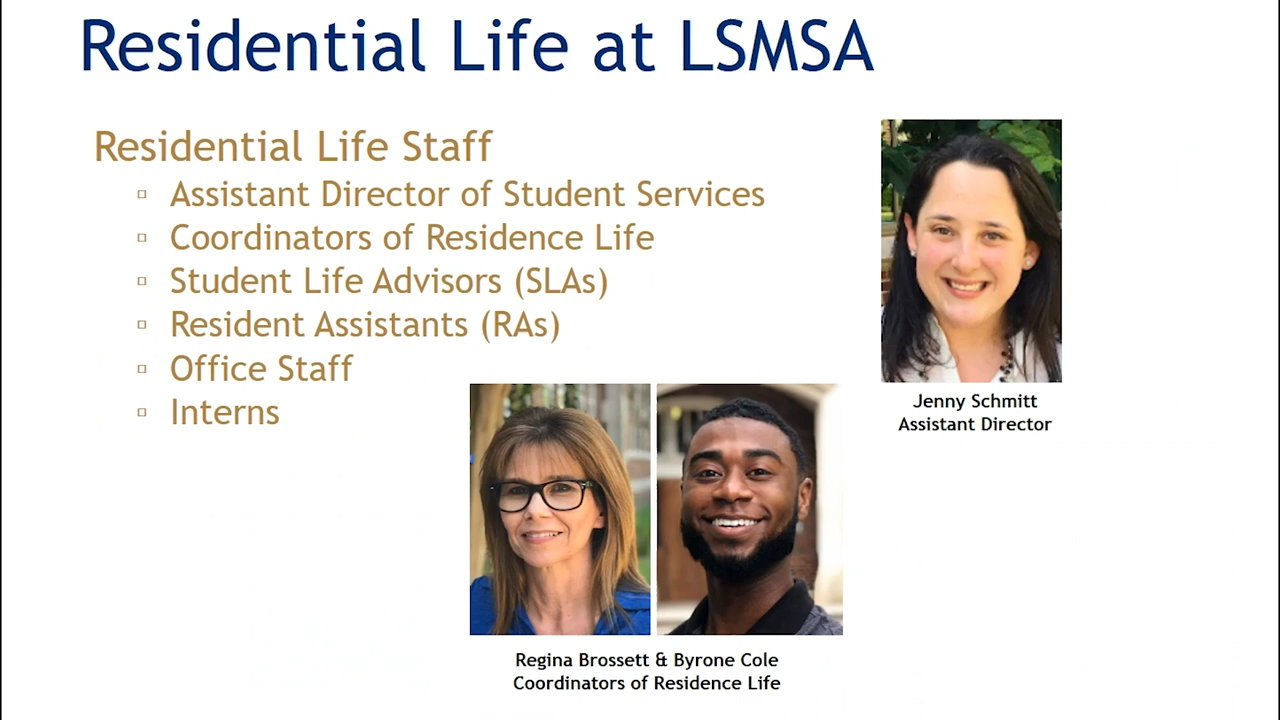 Residential Life at LSMSA
Residential Life Staff
Assistant Director of Student Services
Coordinators of Residence Life
Student Life Advisors (SLAs)
Resident Assistants (RAs)
Office Staff
Interns
Jenny Schmitt
Assistant Director
Regina Brossett & Byrone Cole
Coordinators of Residence Life